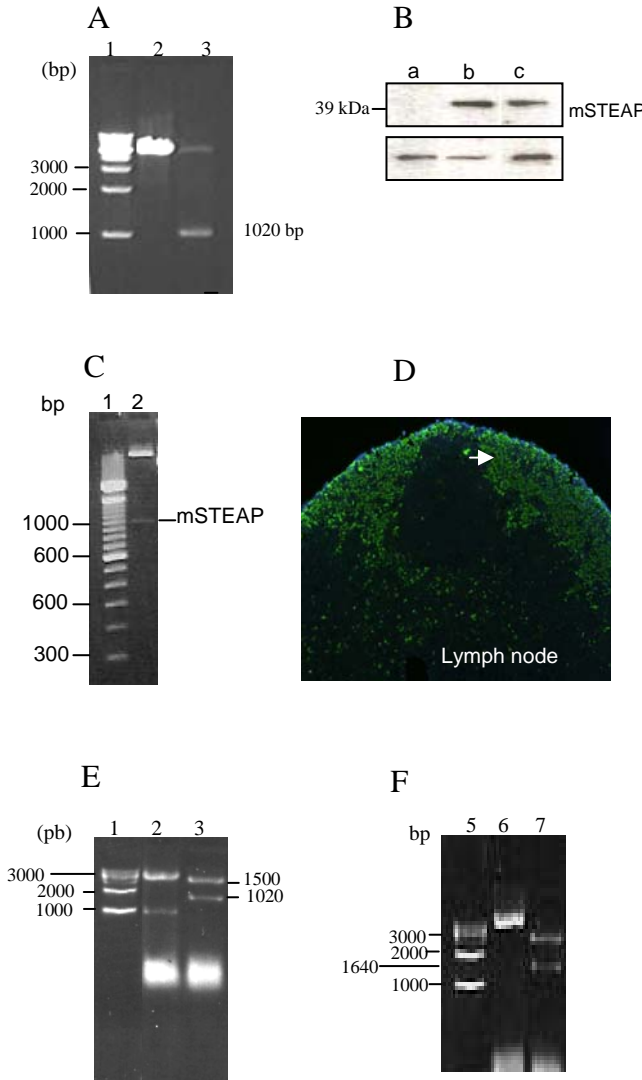 A
B
1 2 3
(bp)
3000
2000
1000
1020 bp
a b c
39 kDa
mSTEAP
C
D
bp 1 2
1000
600
600
300
mSTEAP
Lymph node
E
F
(pb) 1 2 3
3000
2000
1000
1500
1020
bp 5 6 7
3000
2000
1640
1000